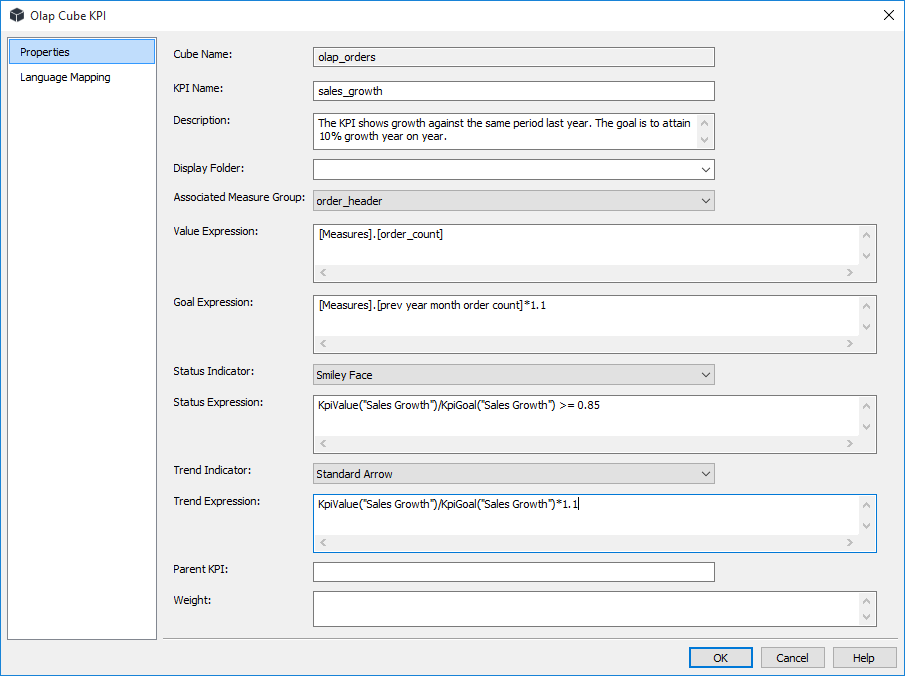 Olap Cube KPI
Properties
Language Mapping
Cube Name:
olap_orders
KPI Name:
sales_growth
Description:
The KPI shows growth against the same period last year. The goal is to attain
10% growth year on year.
Display Folder:
Associated Measure Group:
order_header
Value Expression:
[Measures].[order_count]
Goal Expression:
[Measures].[prev year month order count]*1.1
Status Indicator:
Smiley Face
Status Expression:
KpiValue("Sales Growth")/KpiGoal("Sales Growth") >= 0.85
Trend Indicator:
Standard Arrow
Trend Expression:
KpiValue("Sales Growth")/KpiGoal("Sales Growth")*1.1
Parent KPI:
Weight:
OK
Cancel
Help